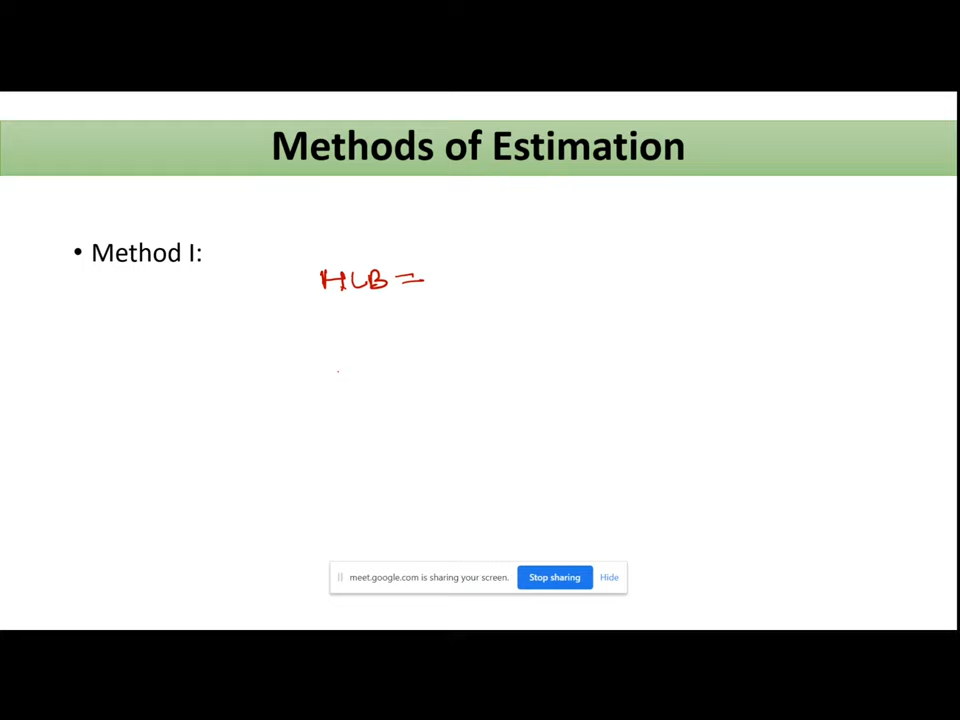 Methods of Estimation
• Method I:
HLB =
meet.google.com is sharing your screen. Stop sharing Hide